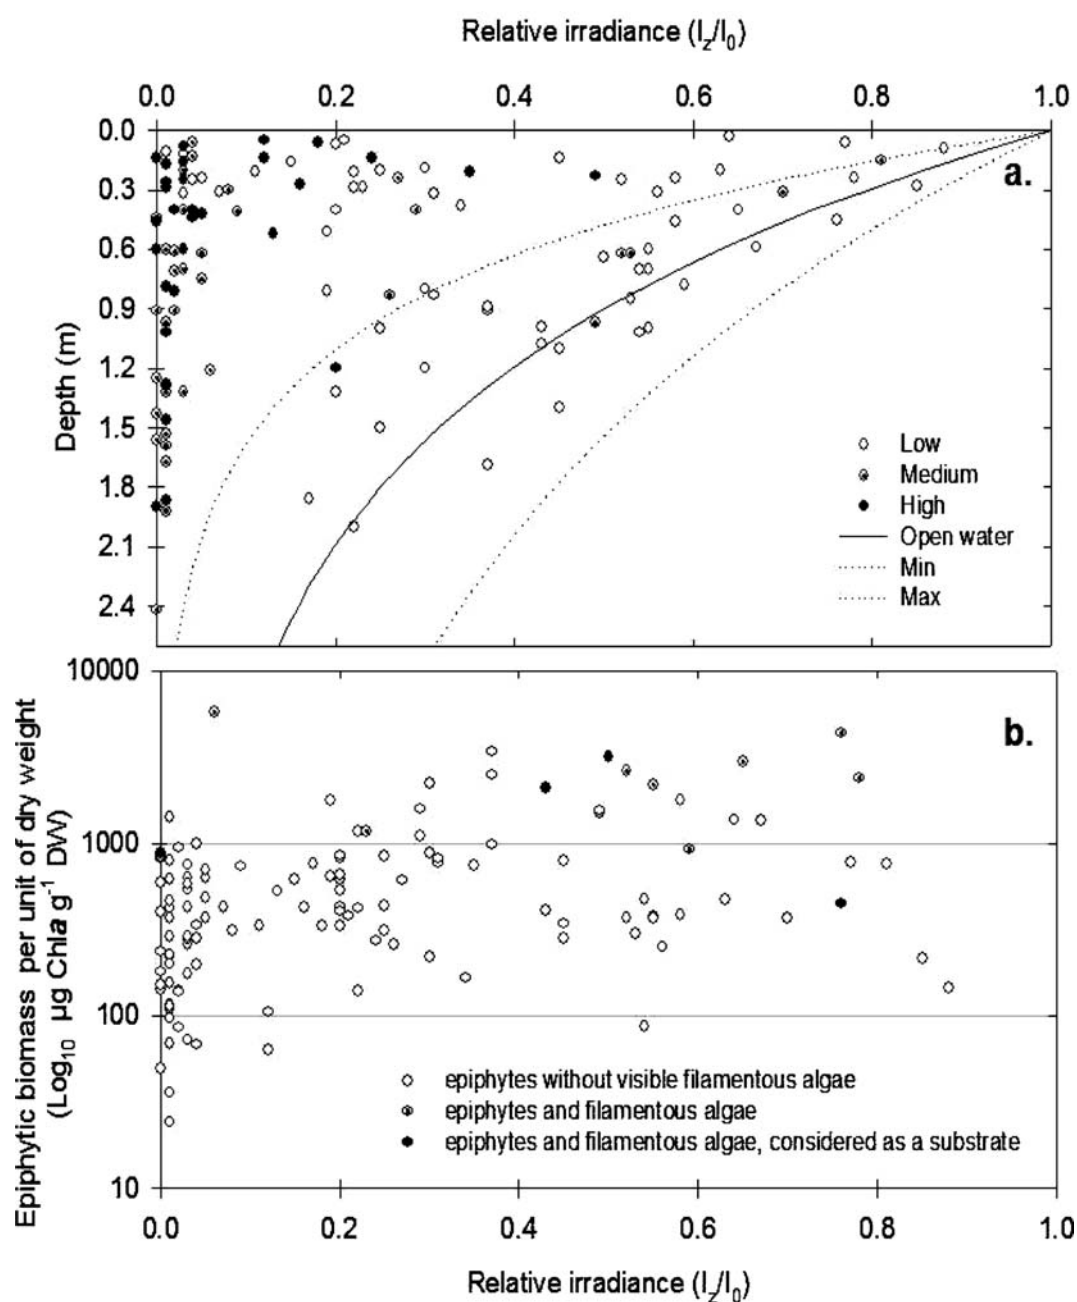 Relative irradiance (Iz/I0)
0.0 0.2 0.4 0.6 0.8 1.0
0.0
a.
0.3
0.6
0.9
1.2
1.5
1.8
2.1
2.4
Depth (m)
Low
Medium
High
Open water
Min
Max
10000
b.
1000
100
10
Epiphytic biomass per unit of dry weight
(Log10 µg Chla g-1 DW)
epiphytes without visible filamentous algae
epiphytes and filamentous algae
epiphytes and filamentous algae, considered as a substrate
0.0 0.2 0.4 0.6 0.8 1.0
Relative irradiance (Iz/I0)